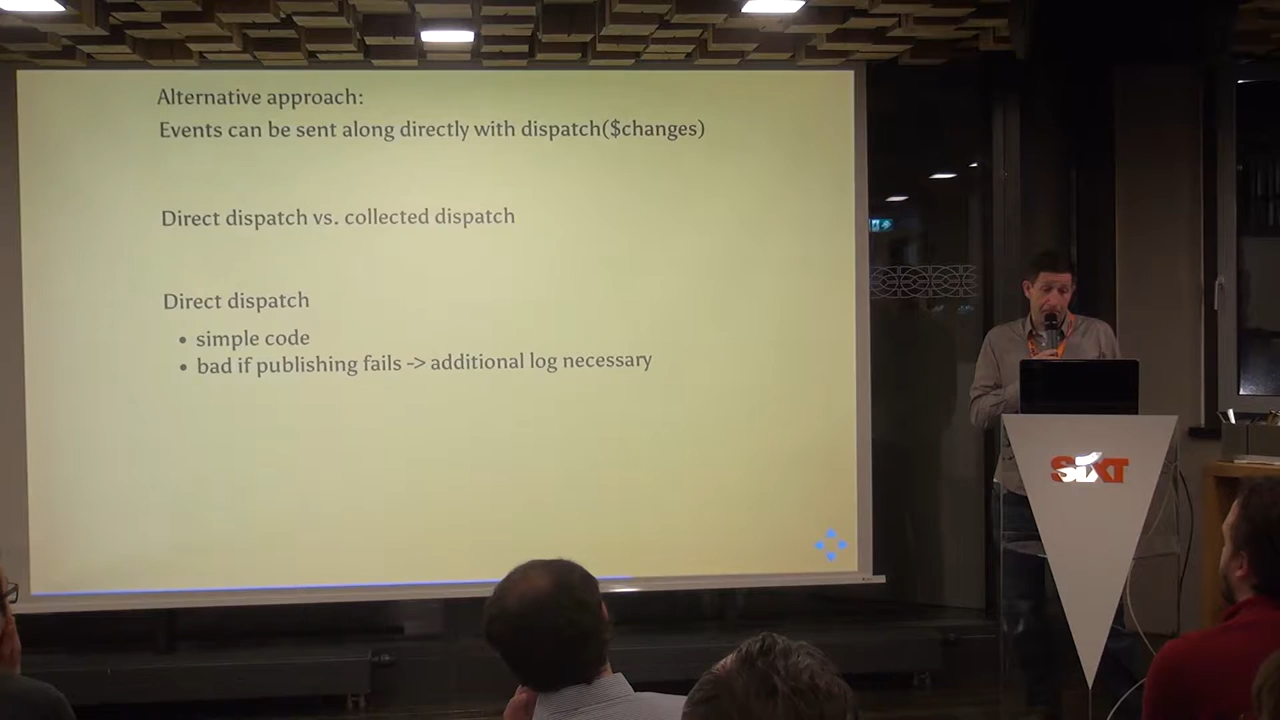 Alternative approach:
Events can be sent along directly with dispatch($changes)
Direct dispatch vs. collected dispatch
Direct dispatch
• simple code
• bad if publishing fails -> additional log necessary
SIXT